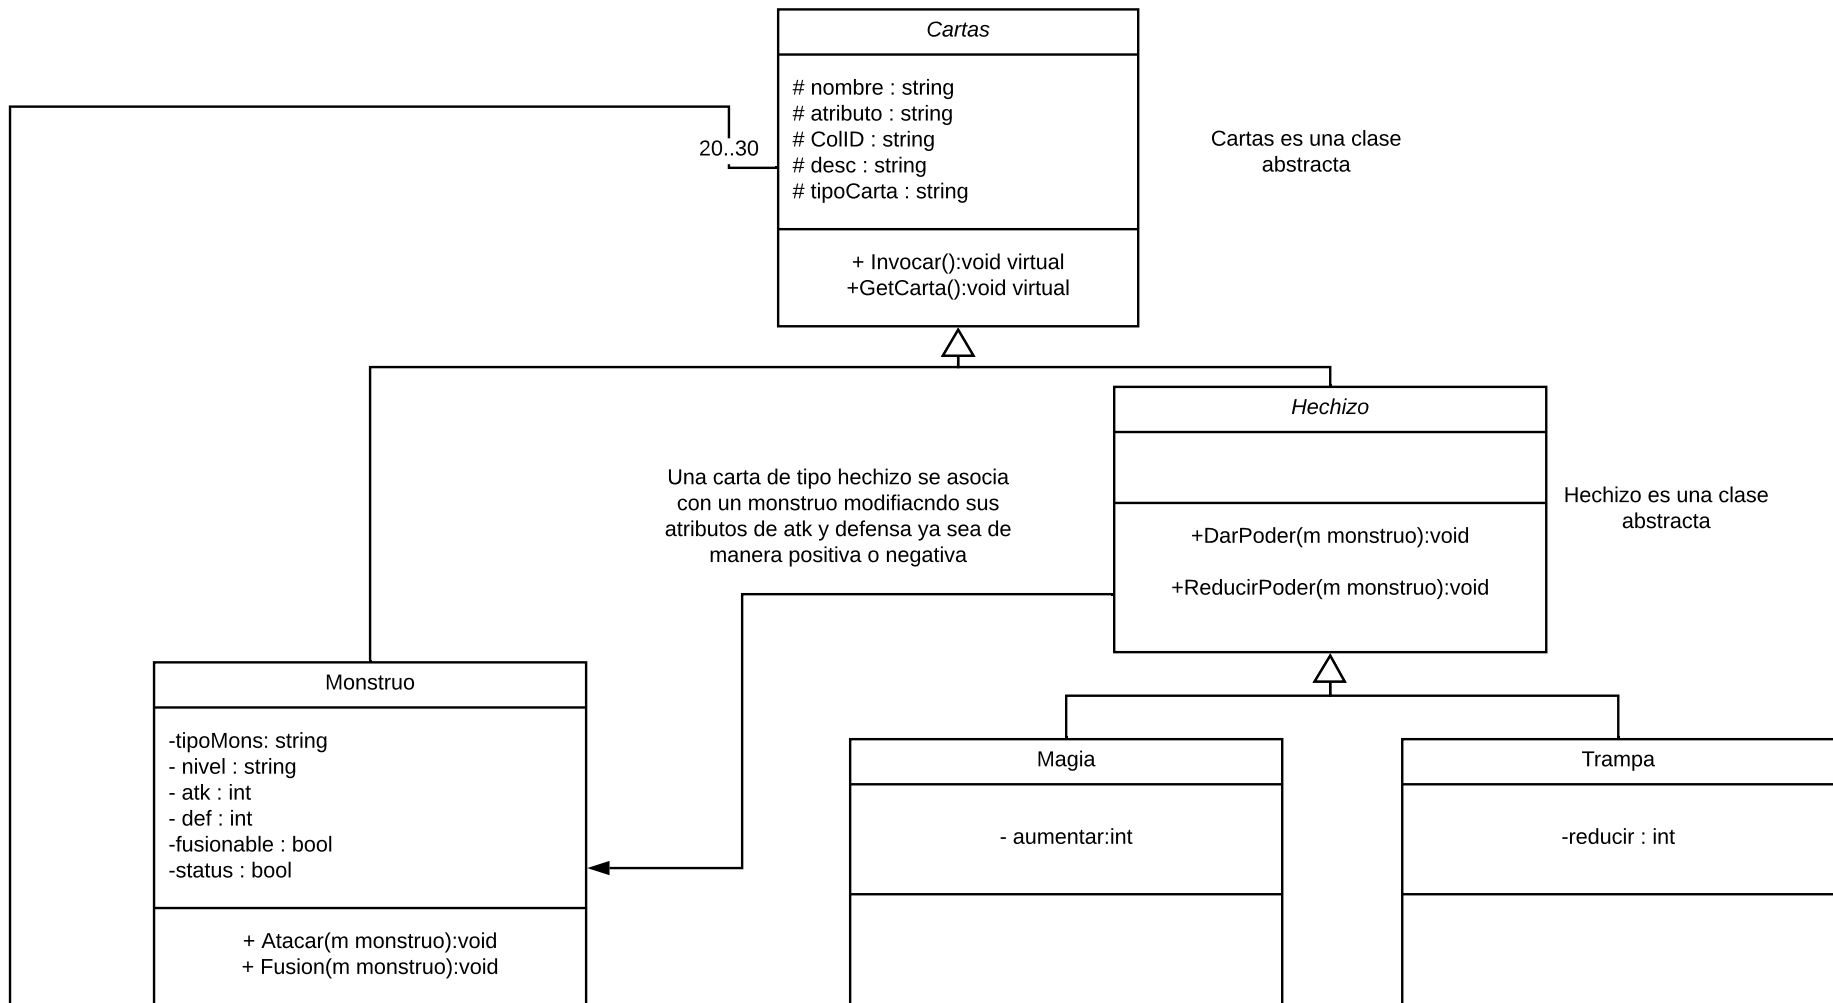 Cartas
# nombre : string
# atributo : string
# ColID : string
# desc : string
# tipoCarta : string
+ Invocar():void virtual
+GetCarta():void virtual
20..30
Cartas es una clase
abstracta
Hechizo
+DarPoder(m monstruo):void
+ReducirPoder(m monstruo):void
Hechizo es una clase
abstracta
Una carta de tipo hechizo se asocia
con un monstruo modifiacndo sus
atributos de atk y defensa ya sea de
manera positiva o negativa
Monstruo
-tipoMons: string
- nivel : string
- atk : int
- def : int
-fusionable : bool
-status : bool
+ Atacar(m monstruo):void
+ Fusion(m monstruo):void
Magia
- aumentar:int
Trampa
-reducir : int